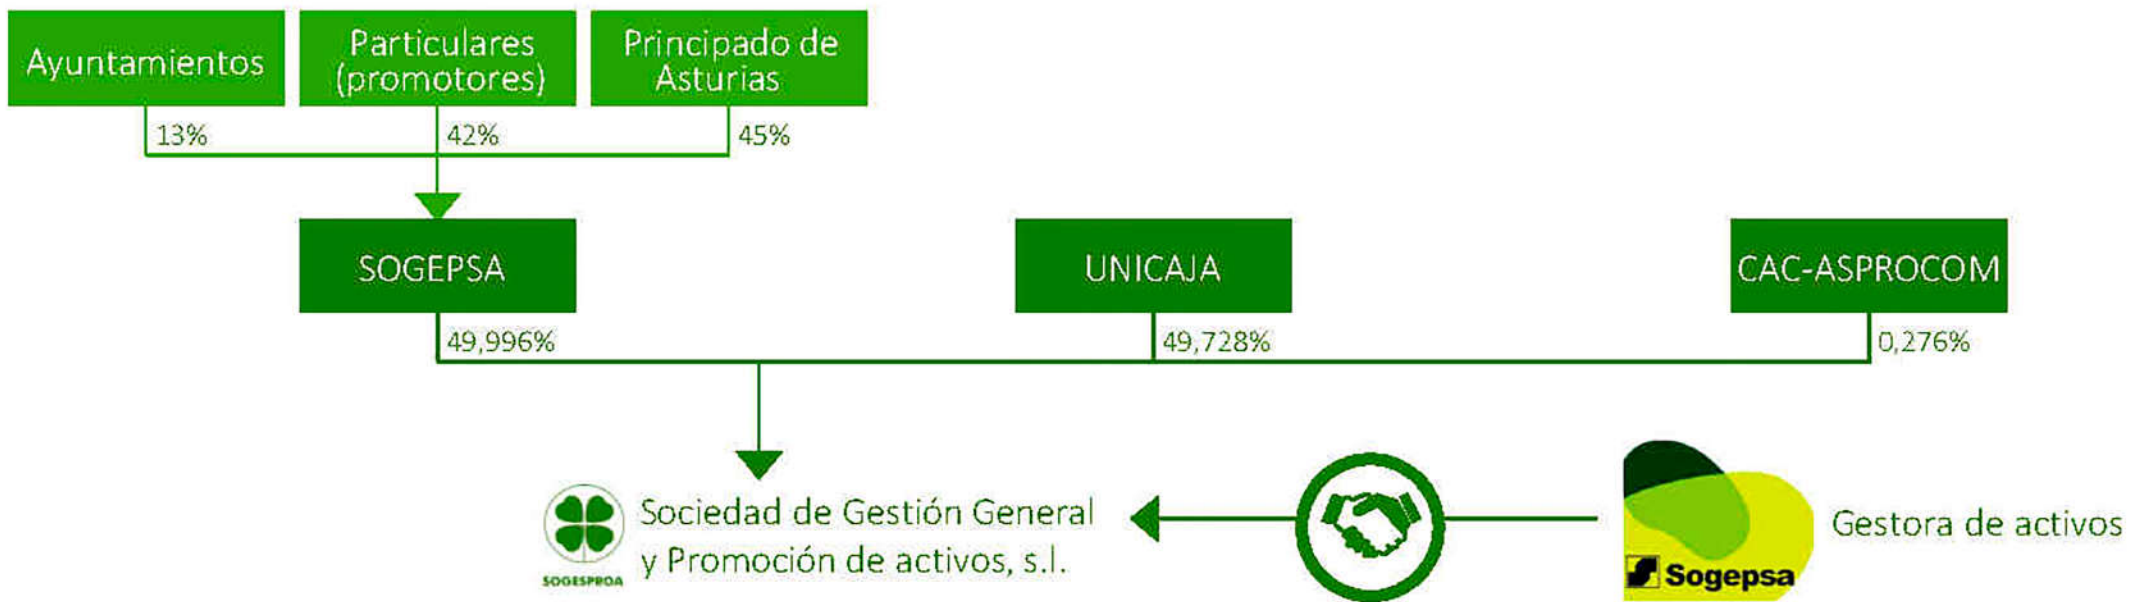 Ayuntamientos
Particulares
(promotores)
Principado de
Asturias
13%
42%
45%
SOGEPSA
UNICAJA
CAC-ASPROCOM
49,996%
49,728%
0,276%
Sociedad de Gestión General
y Promoción de activos, s.l.
SOGESPROA
Gestora de activos
Sogepsa